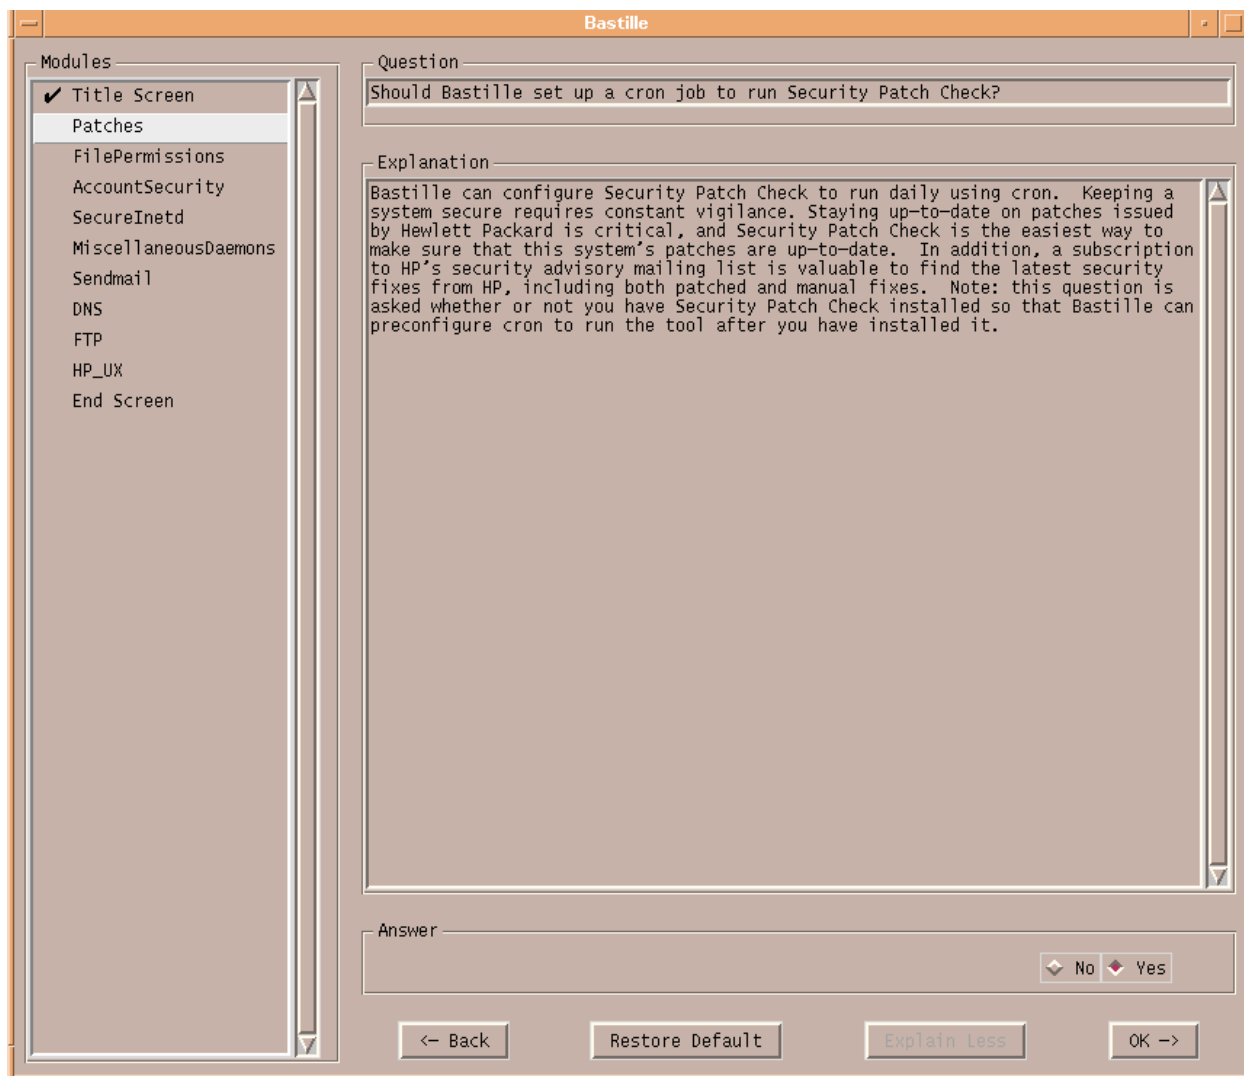 Bastille
Modules
✔ Title Screen
Patches
FilePermissions
AccountSecurity
SecureInetd
MiscellaneousDaemons
Sendmail
DNS
FTP
HP_UX
End Screen
Question
Should Bastille set up a cron job to run Security Patch Check?
Explanation
Bastille can configure Security Patch Check to run daily using cron.  Keeping a
system secure requires constant vigilance. Staying up-to-date on patches issued
by Hewlett Packard is critical, and Security Patch Check is the easiest way to
make sure that this system's patches are up-to-date.  In addition, a subscription
to HP's security advisory mailing list is valuable to find the latest security
fixes from HP, including both patched and manual fixes.  Note: this question is
asked whether or not you have Security Patch Check installed so that Bastille can
preconfigure cron to run the tool after you have installed it.
Answer
No Yes
<- Back Restore Default Explain Less OK ->